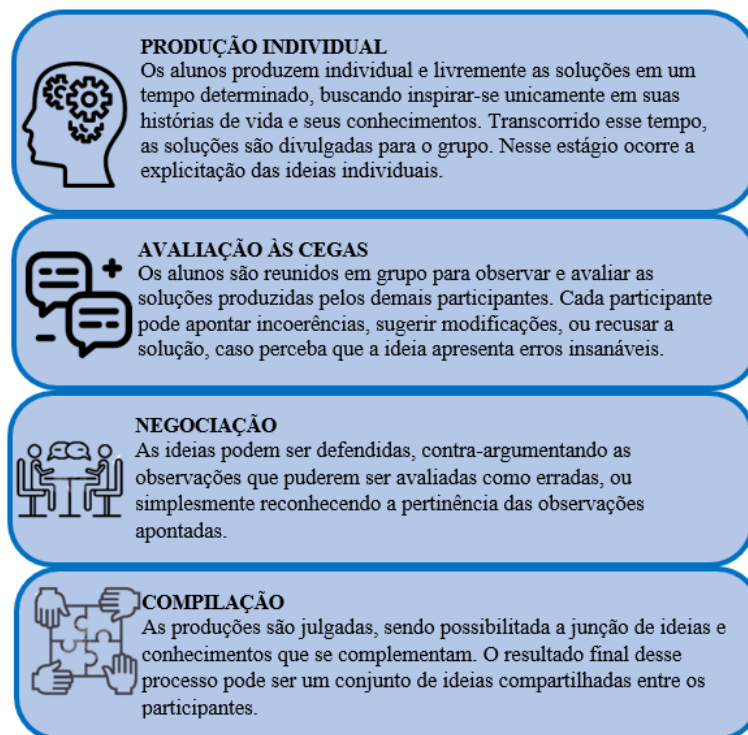 PRODUÇÃO INDIVIDUAL
Os alunos produzem individual e livremente as soluções em um
tempo determinado, buscando inspirar-se unicamente em suas
histórias de vida e seus conhecimentos. Transcorrido esse tempo,
as soluções são divulgadas para o grupo. Nesse estágio ocorre a
explicitação das ideias individuais.
AVALIAÇÃO ÀS CEGAS
Os alunos são reunidos em grupo para observar e avaliar as
soluções produzidas pelos demais participantes. Cada participante
pode apontar incoerências, sugerir modificações, ou recusar a
solução, caso perceba que a ideia apresenta erros insanáveis.
NEGOCIAÇÃO
As ideias podem ser defendidas, contra-argumentando as
observações que puderem ser avaliadas como erradas, ou
simplesmente reconhecendo a pertinência das observações
apontadas.
COMPILAÇÃO
As produções são julgadas, sendo possibilitada a junção de ideias e
conhecimentos que se complementam. O resultado final desse
processo pode ser um conjunto de ideias compartilhadas entre os
participantes.